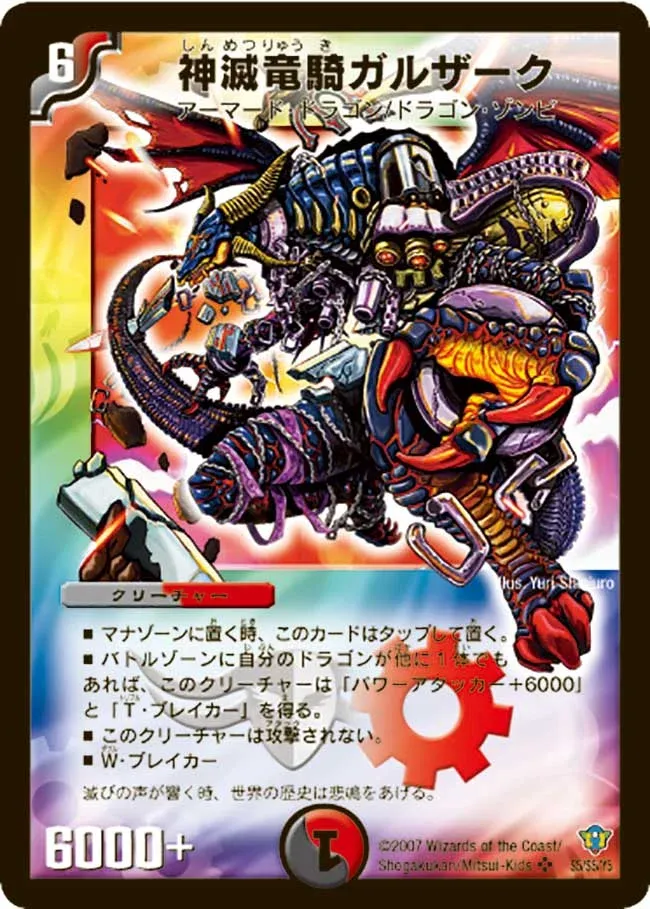 6
しんめつりゅうき
神滅竜騎ガルザーク
アーマード・ドラゴン/ドラゴン・ゾンビ
Illus. Yuri Shinjuro
クリーチャー
■ マナゾーンに置く時、このカードはタップして置く。
■ バトルゾーンに自分のドラゴンが他に1体でも
あれば、このクリーチャーは「パワーアタッカー+6000」
と「T・ブレイカー」を得る。
■ このクリーチャーは攻撃されない。
■ W・ブレイカー
滅びの声が響く時、世界の歴史は悲鳴をあげる。
6000+
1
©2007 Wizards of the Coast/
Shogakukan/Mitsui-Kids
S5/S5/Y5